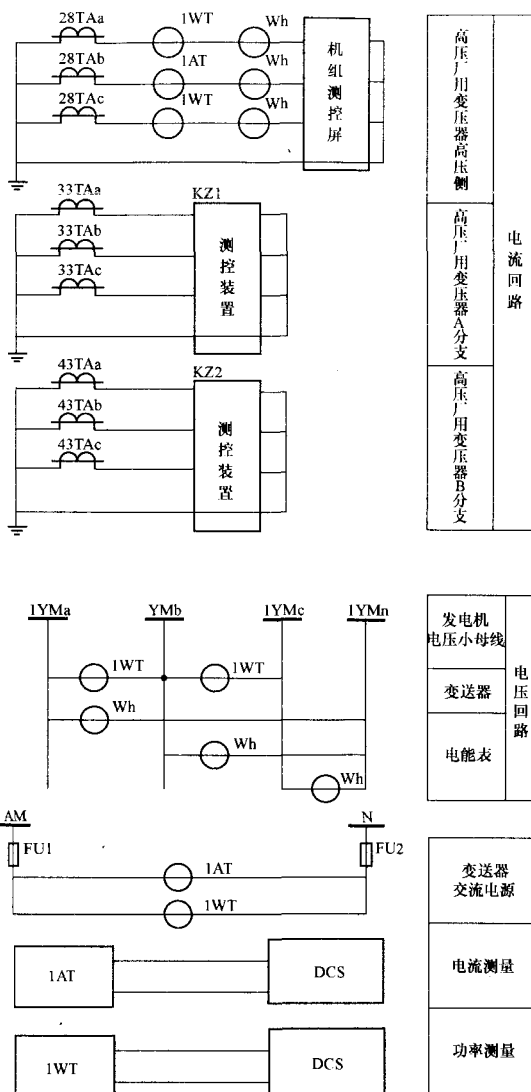 28TAa
1WT
Wh
28TAb
1AT
Wh
28TAc
1WT
Wh
机组测控屏
高压厂用变压器高压侧
33TAa
33TAb
33TAc
KZ1
测控装置
高压厂用变压器A分支
电流回路
43TAa
43TAb
43TAc
KZ2
测控装置
高压厂用变压器B分支
1YMa
YMb
1YMc
1YMn
发电机
电压小母线
1WT
1WT
变送器
电压回路
Wh
Wh
Wh
电能表
AM
N
FU1
FU2
1AT
1WT
变送器
交流电源
1AT
DCS
电流测量
1WT
DCS
功率测量